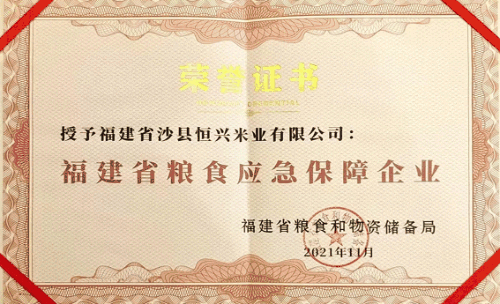 荣誉证书
授予福建省沙县恒兴米业有限公司：
福建省粮食应急保障企业
福建省粮食和物资储备局
2021年11月